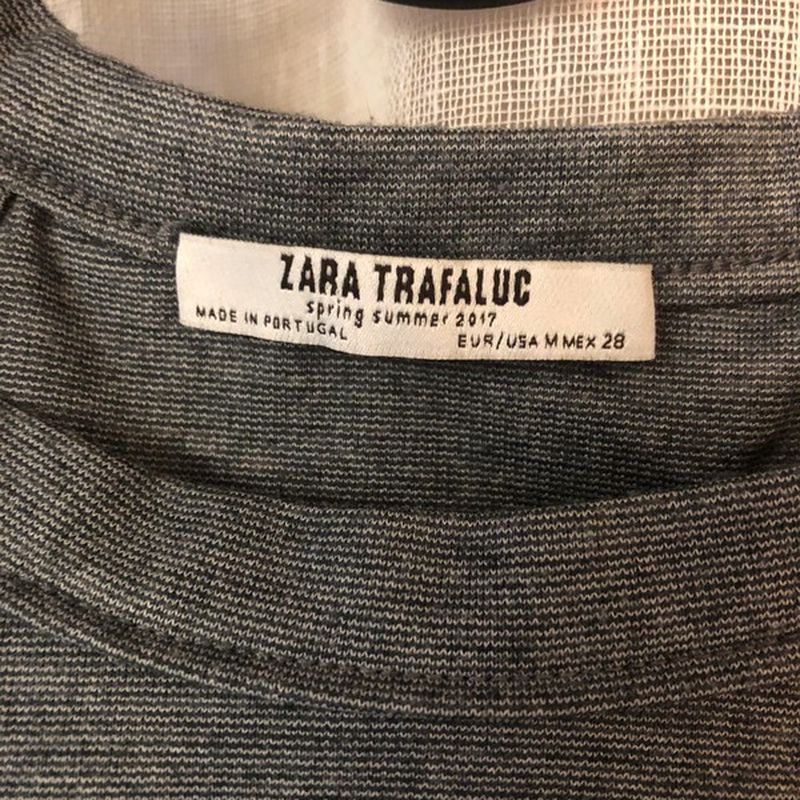 ZARA TRAFALUC
spring summer 2017
MADE IN PORTUGAL
EUR/USA M MEX 28